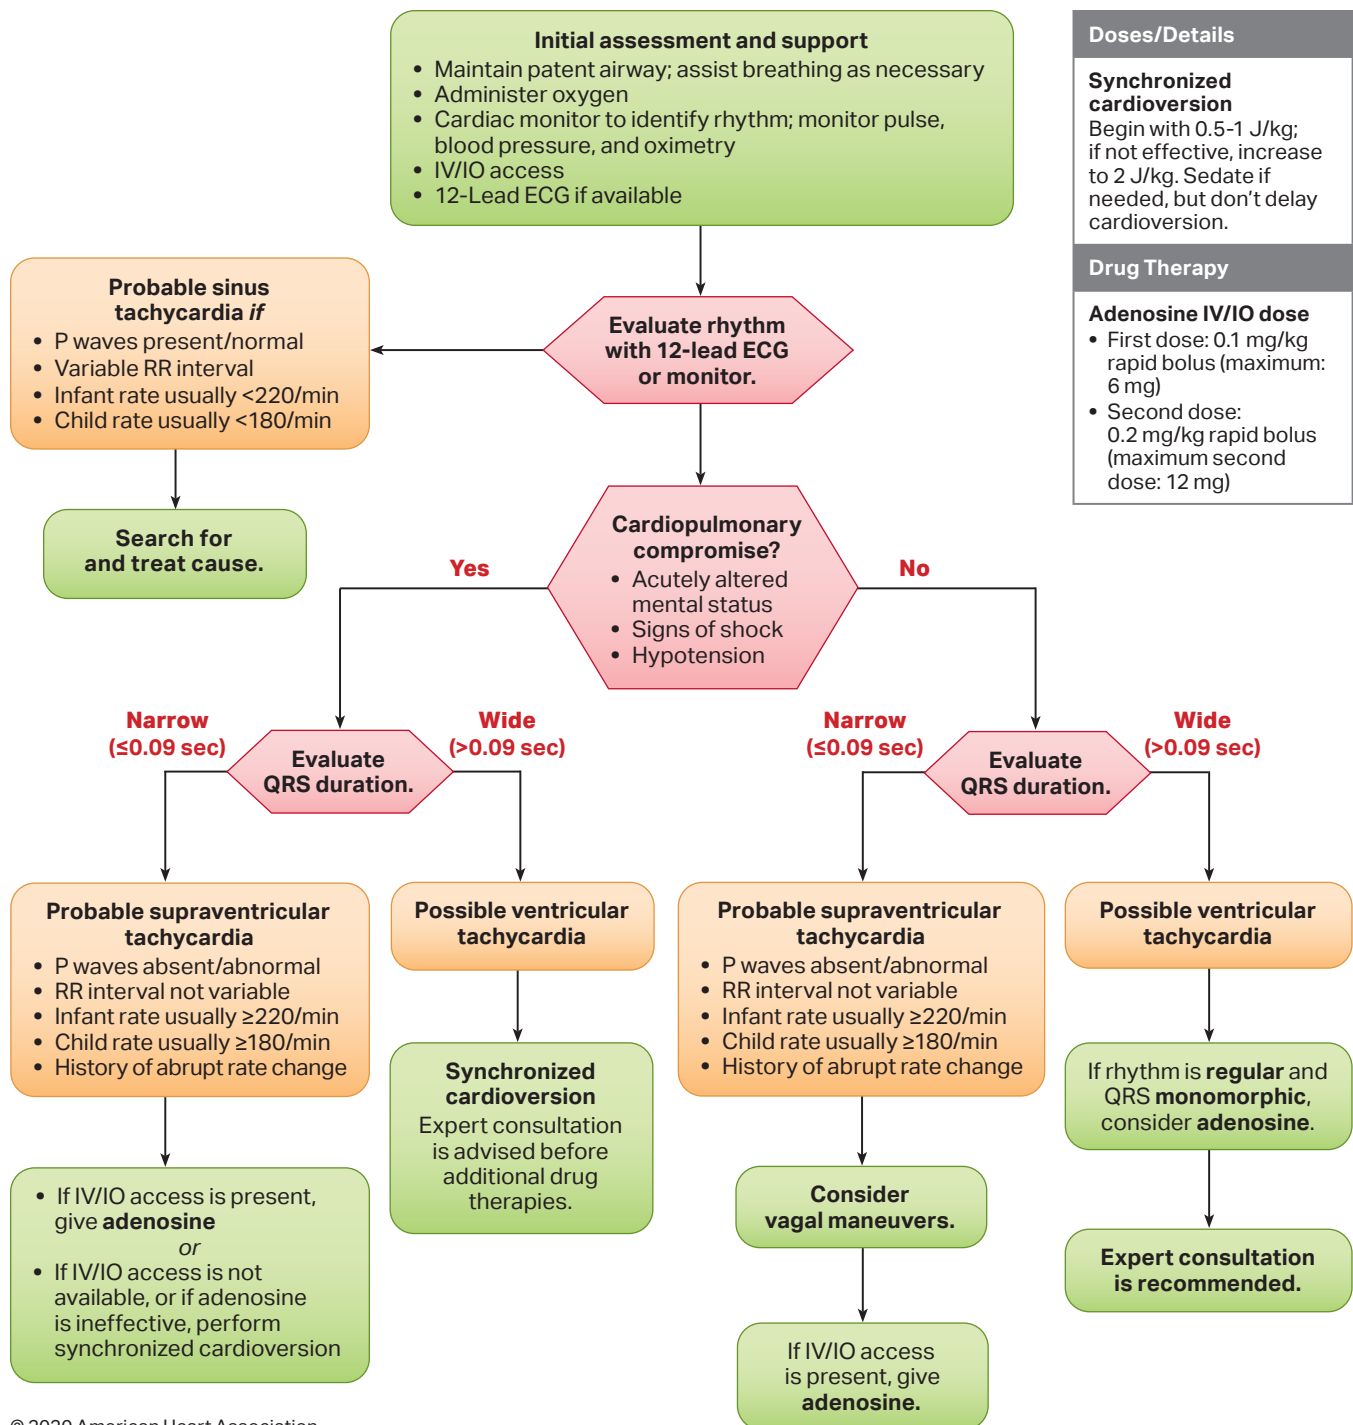 Initial assessment and support
• Maintain patent airway; assist breathing as necessary
• Administer oxygen
• Cardiac monitor to identify rhythm; monitor pulse,
blood pressure, and oximetry
• IV/IO access
• 12-Lead ECG if available
Doses/Details
Synchronized
cardioversion
Begin with 0.5-1 J/kg;
if not effective, increase
to 2 J/kg. Sedate if
needed, but don't delay
cardioversion.
Drug Therapy
Adenosine IV/IO dose
• First dose: 0.1 mg/kg
rapid bolus (maximum:
6 mg)
• Second dose:
0.2 mg/kg rapid bolus
(maximum second
dose: 12 mg)
Probable sinus
tachycardia if
• P waves present/normal
• Variable RR interval
• Infant rate usually <220/min
• Child rate usually <180/min
Evaluate rhythm
with 12-lead ECG
or monitor.
Search for
and treat cause.
Cardiopulmonary
compromise?
• Acutely altered
mental status
• Signs of shock
• Hypotension
Yes
No
Narrow
(≤0.09 sec)
Wide
(>0.09 sec)
Evaluate
QRS duration.
Narrow
(≤0.09 sec)
Wide
(>0.09 sec)
Evaluate
QRS duration.
Probable supraventricular
tachycardia
• P waves absent/abnormal
• RR interval not variable
• Infant rate usually ≥220/min
• Child rate usually ≥180/min
• History of abrupt rate change
Possible ventricular
tachycardia
Probable supraventricular
tachycardia
• P waves absent/abnormal
• RR interval not variable
• Infant rate usually ≥220/min
• Child rate usually ≥180/min
• History of abrupt rate change
Possible ventricular
tachycardia
Synchronized
cardioversion
Expert consultation
is advised before
additional drug
therapies.
If rhythm is regular and
QRS monomorphic,
consider adenosine.
• If IV/IO access is present,
give adenosine
or
• If IV/IO access is not
available, or if adenosine
is ineffective, perform
synchronized cardioversion
Consider
vagal maneuvers.
Expert consultation
is recommended.
If IV/IO access
is present, give
adenosine.
© 2020 American Heart Association